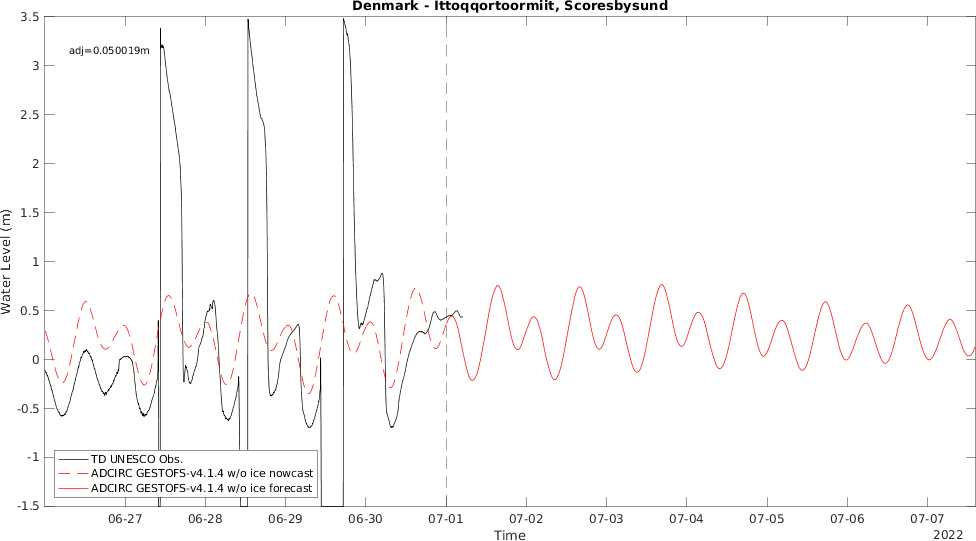 Denmark - Ittoqqortoormiit, Scoresbysund
3.5
3
2.5
2
1.5
1
0.5
0
-0.5
-1
-1.5
Water Level (m)
adj=0.050019m
TD UNESCO Obs.
ADCIRC GESTOFS-v4.1.4 w/o ice nowcast
ADCIRC GESTOFS-v4.1.4 w/o ice forecast
06-27 06-28 06-29 06-30 07-01 07-02 07-03 07-04 07-05 07-06 07-07
Time
2022